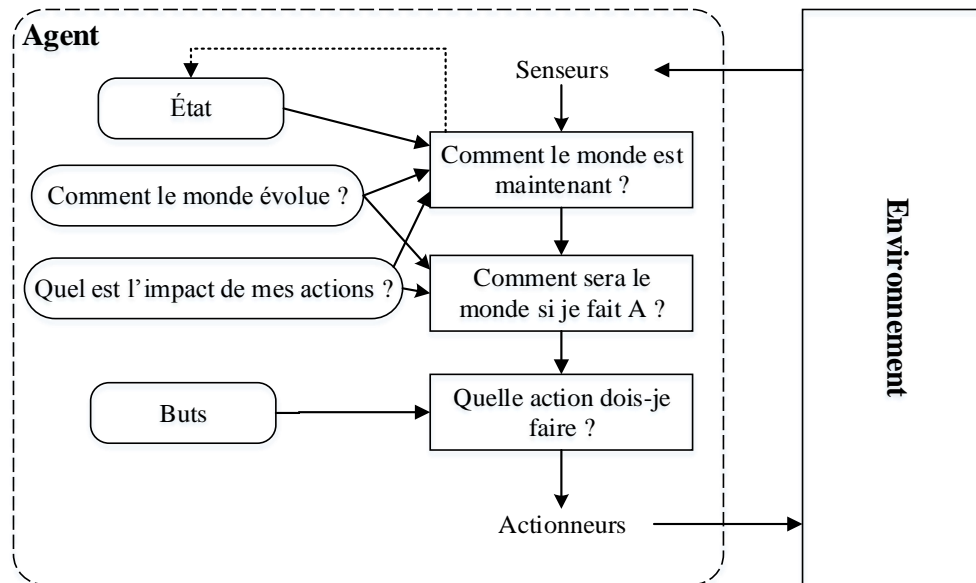 Agent
Senseurs
État
Comment le monde est
maintenant ?
Comment le monde évolue ?
Quel est l’impact de mes actions ?
Comment sera le
monde si je fait A ?
Buts
Quelle action dois-je
faire ?
Actionneurs
Environnement